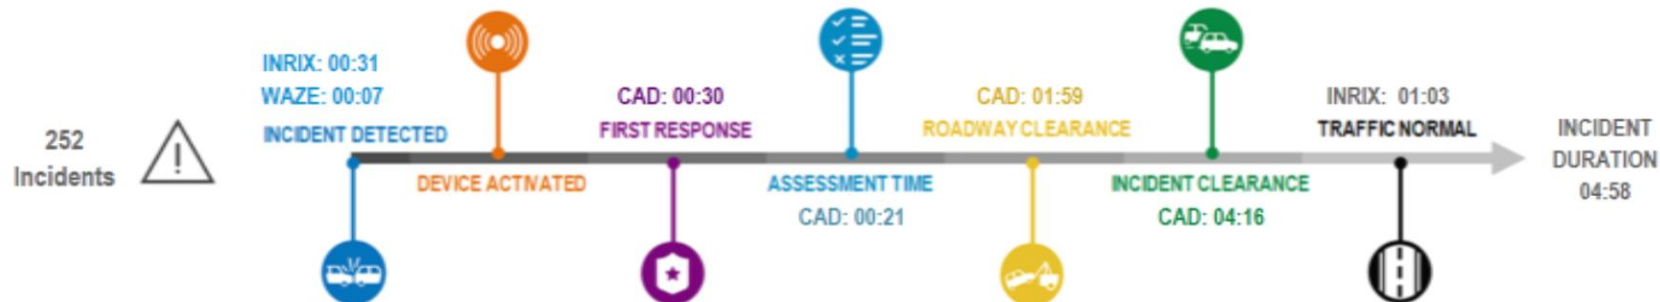 252
Incidents
INRIX: 00:31
WAZE: 00:07
INCIDENT DETECTED
DEVICE ACTIVATED
CAD: 00:30
FIRST RESPONSE
ASSESSMENT TIME
CAD: 00:21
CAD: 01:59
ROADWAY CLEARANCE
INCIDENT CLEARANCE
CAD: 04:16
INRIX: 01:03
TRAFFIC NORMAL
INCIDENT
DURATION
04:58